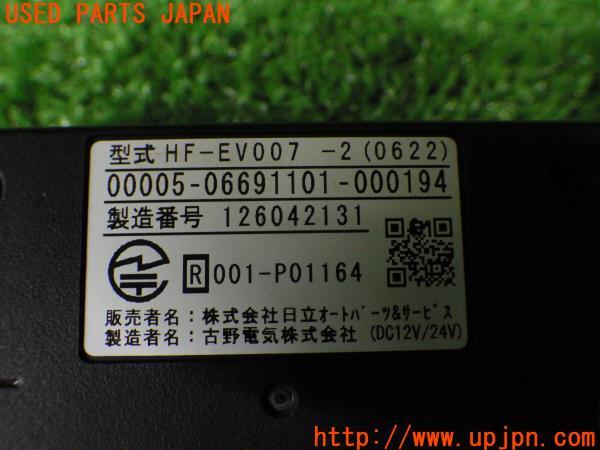 USED PARTS JAPAN
型式 HF-EV007 -2(0622)
00005-06691101-000194
製造番号 126042131
R 001-P01164
販売者名：株式会社日立オートパーツ&サービス
製造者名：古野電気株式会社 (DC12V/24V)
http://www.upjpn.com